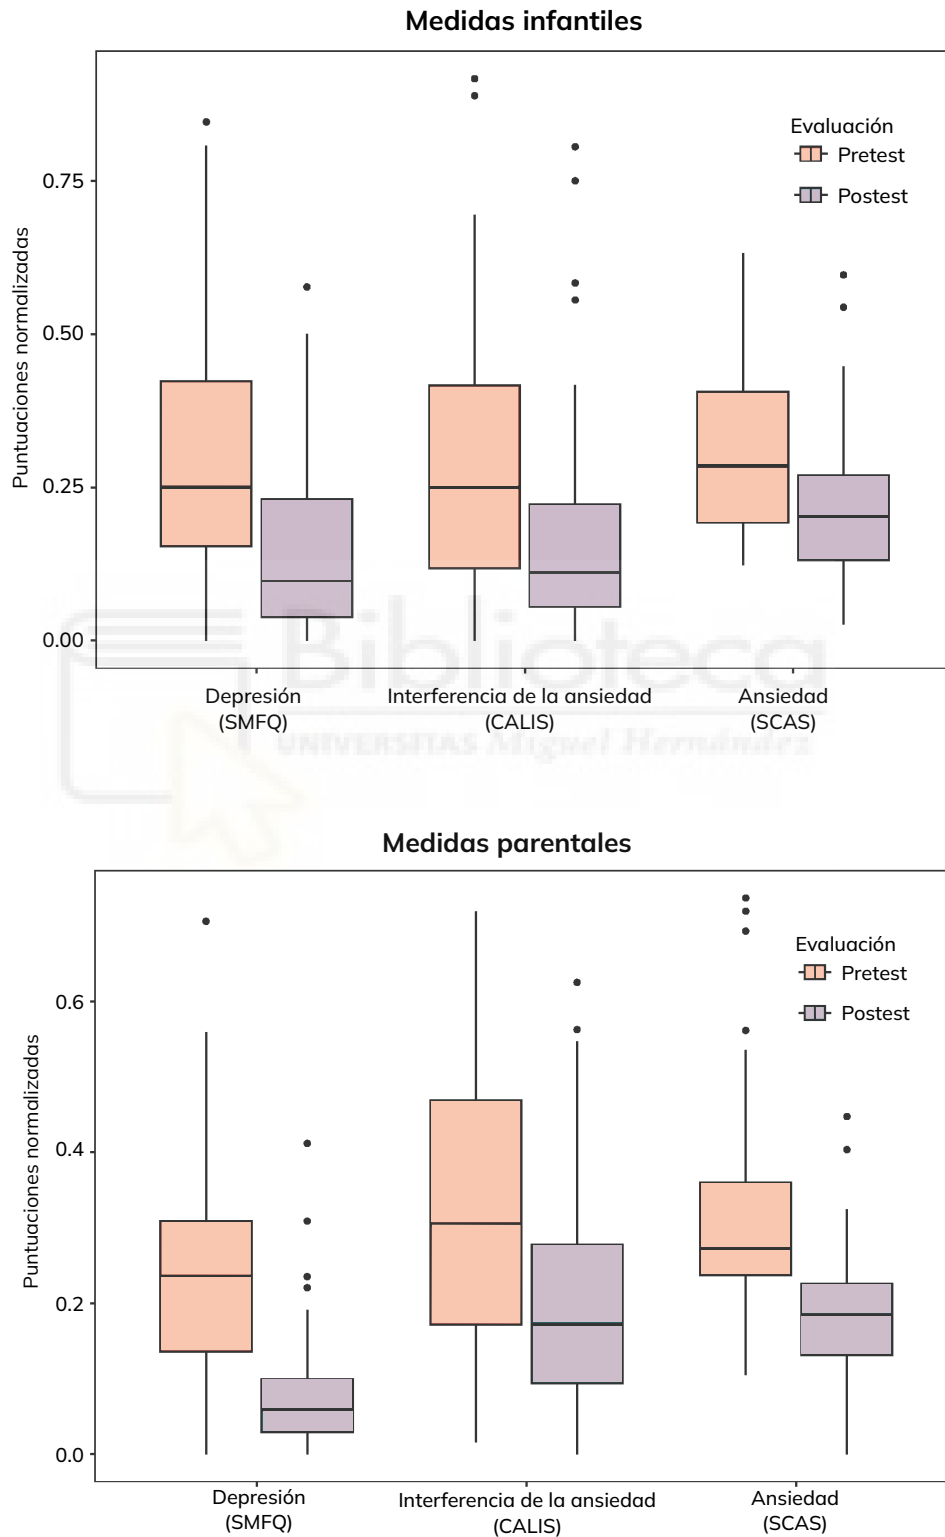 Medidas infantiles
Evaluación
Pretest
Postest
Puntuaciones normalizadas
0.75
0.50
0.25
0.00
Depresión
(SMFQ)
Interferencia de la ansiedad
(CALIS)
Ansiedad
(SCAS)
Biblioteca
UNIVERSITAS Miguel Hernández
Medidas parentales
Evaluación
Pretest
Postest
Puntuaciones normalizadas
0.6
0.4
0.2
0.0
Depresión
(SMFQ)
Interferencia de la ansiedad
(CALIS)
Ansiedad
(SCAS)